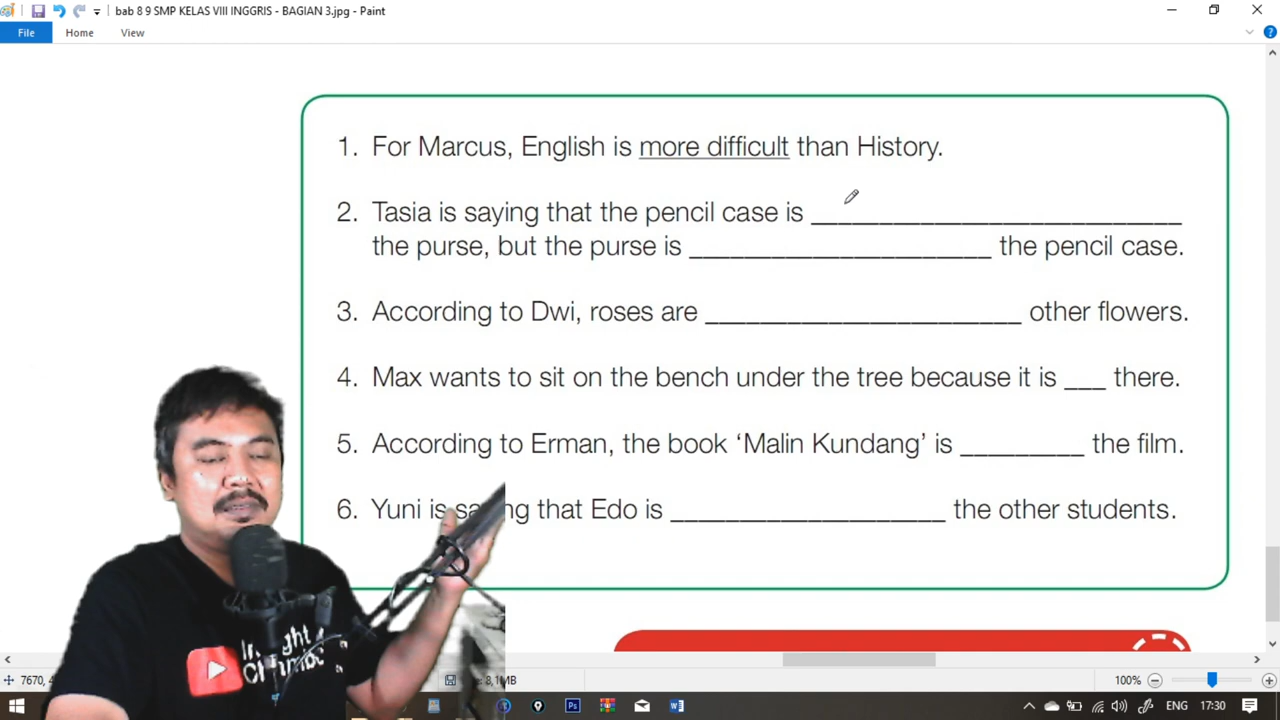 bab 8 9 SMP KELAS VIII INGGRIS - BAGIAN 3.jpg - Paint
File Home View
1. For Marcus, English is more difficult than History.
2. Tasia is saying that the pencil case is ___________________________
the purse, but the purse is ______________________ the pencil case.
3. According to Dwi, roses are _______________________ other flowers.
4. Max wants to sit on the bench under the tree because it is ___ there.
5. According to Erman, the book ‘Malin Kundang’ is _________ the film.
6. Yuni is saying that Edo is ____________________ the other students.
8,1MB
100%
ENG 17:30